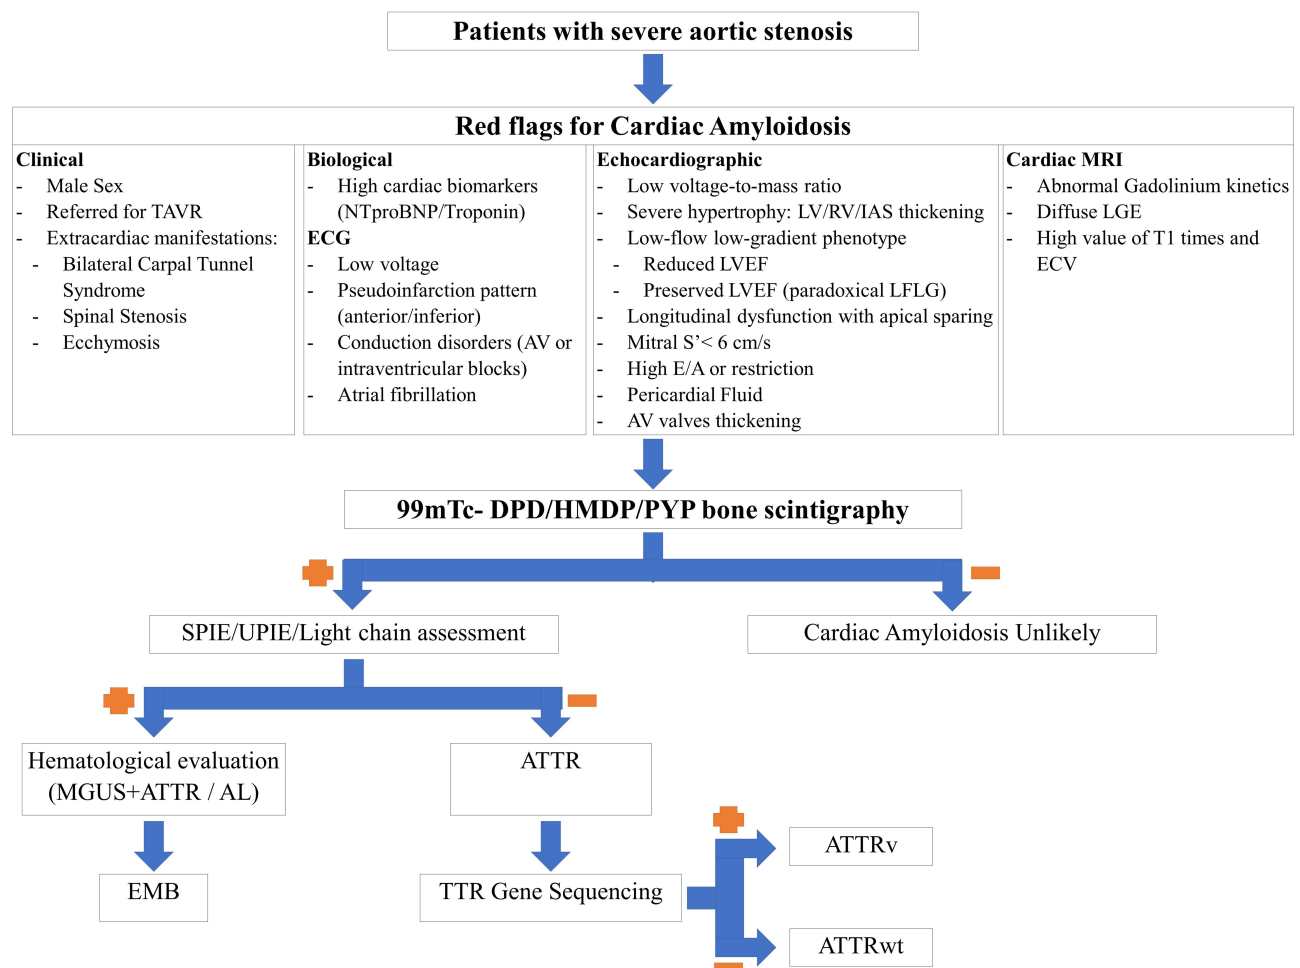 Patients with severe aortic stenosis
Red flags for Cardiac Amyloidosis
Clinical
- Male Sex
- Referred for TAVR
- Extracardiac manifestations:
- Bilateral Carpal Tunnel
Syndrome
- Spinal Stenosis
- Ecchymosis
Biological
- High cardiac biomarkers
(NTproBNP/Troponin)
ECG
- Low voltage
- Pseudoinfarction pattern
(anterior/inferior)
- Conduction disorders (AV or
intraventricular blocks)
- Atrial fibrillation
Echocardiographic
- Low voltage-to-mass ratio
- Severe hypertrophy: LV/RV/IAS thickening
- Low-flow low-gradient phenotype
- Reduced LVEF
- Preserved LVEF (paradoxical LFLG)
- Longitudinal dysfunction with apical sparing
- Mitral S’< 6 cm/s
- High E/A or restriction
- Pericardial Fluid
- AV valves thickening
Cardiac MRI
- Abnormal Gadolinium kinetics
- Diffuse LGE
- High value of T1 times and
ECV
99mTc- DPD/HMDP/PYP bone scintigraphy
SPIE/UPIE/Light chain assessment
Cardiac Amyloidosis Unlikely
Hematological evaluation
(MGUS+ATTR / AL)
ATTR
EMB
TTR Gene Sequencing
ATTRv
ATTRwt